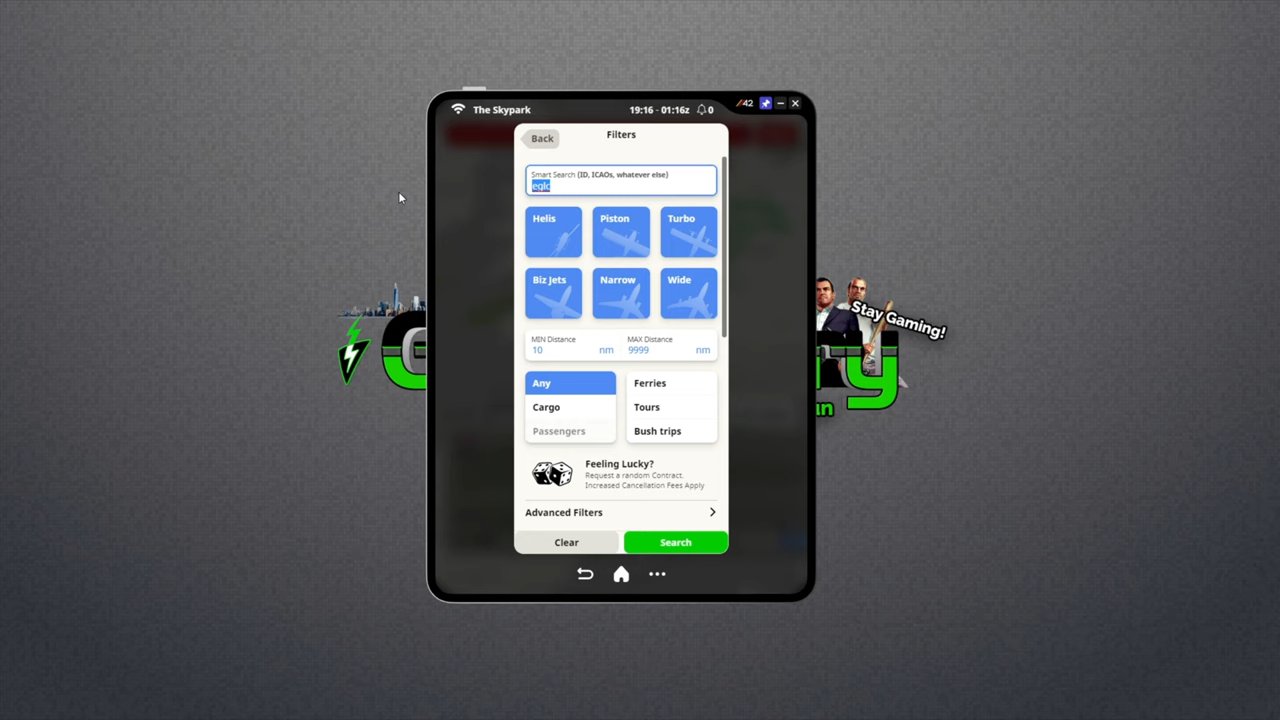 The Skypark
19:16 - 01:16z
0
42
Back
Filters
Smart Search (ID, ICAOs, whatever else)
eglc
Helis
Piston
Turbo
Biz Jets
Narrow
Wide
MIN Distance
10 nm
MAX Distance
9999 nm
Any
Cargo
Passengers
Ferries
Tours
Bush trips
Feeling Lucky?
Request a random Contract.
Increased Cancellation Fees Apply
Advanced Filters
Clear
Search
Stay Gaming!